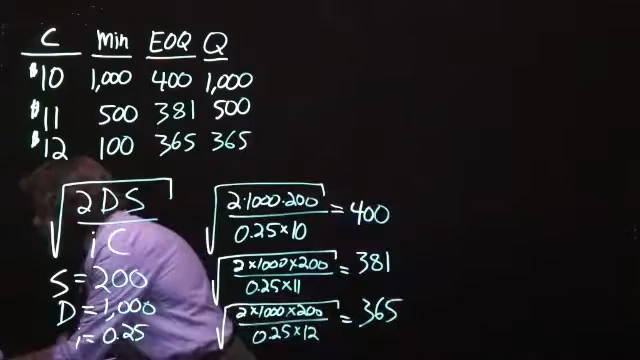 C Min EOQ Q
$10 1,000 400 1,000
$11 500 381 500
$12 100 365 365
√(2DS / iC)
S = 200
D = 1,000
i = 0.25
√(2·1000·200 / 0.25×10) = 400
√(2×1000×200 / 0.25×11) = 381
√(2×1000×200 / 0.25×12) = 365